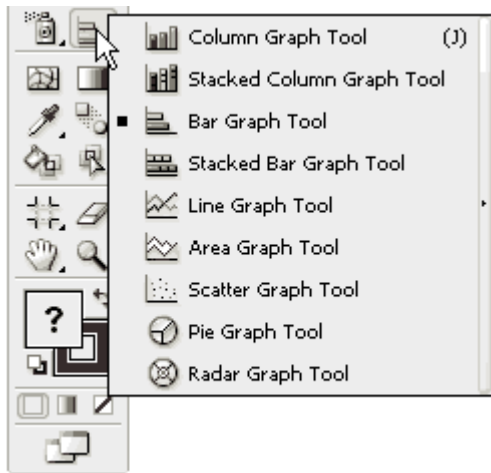 Column Graph Tool (J)
Stacked Column Graph Tool
Bar Graph Tool
Stacked Bar Graph Tool
Line Graph Tool
Area Graph Tool
Scatter Graph Tool
Pie Graph Tool
Radar Graph Tool
?